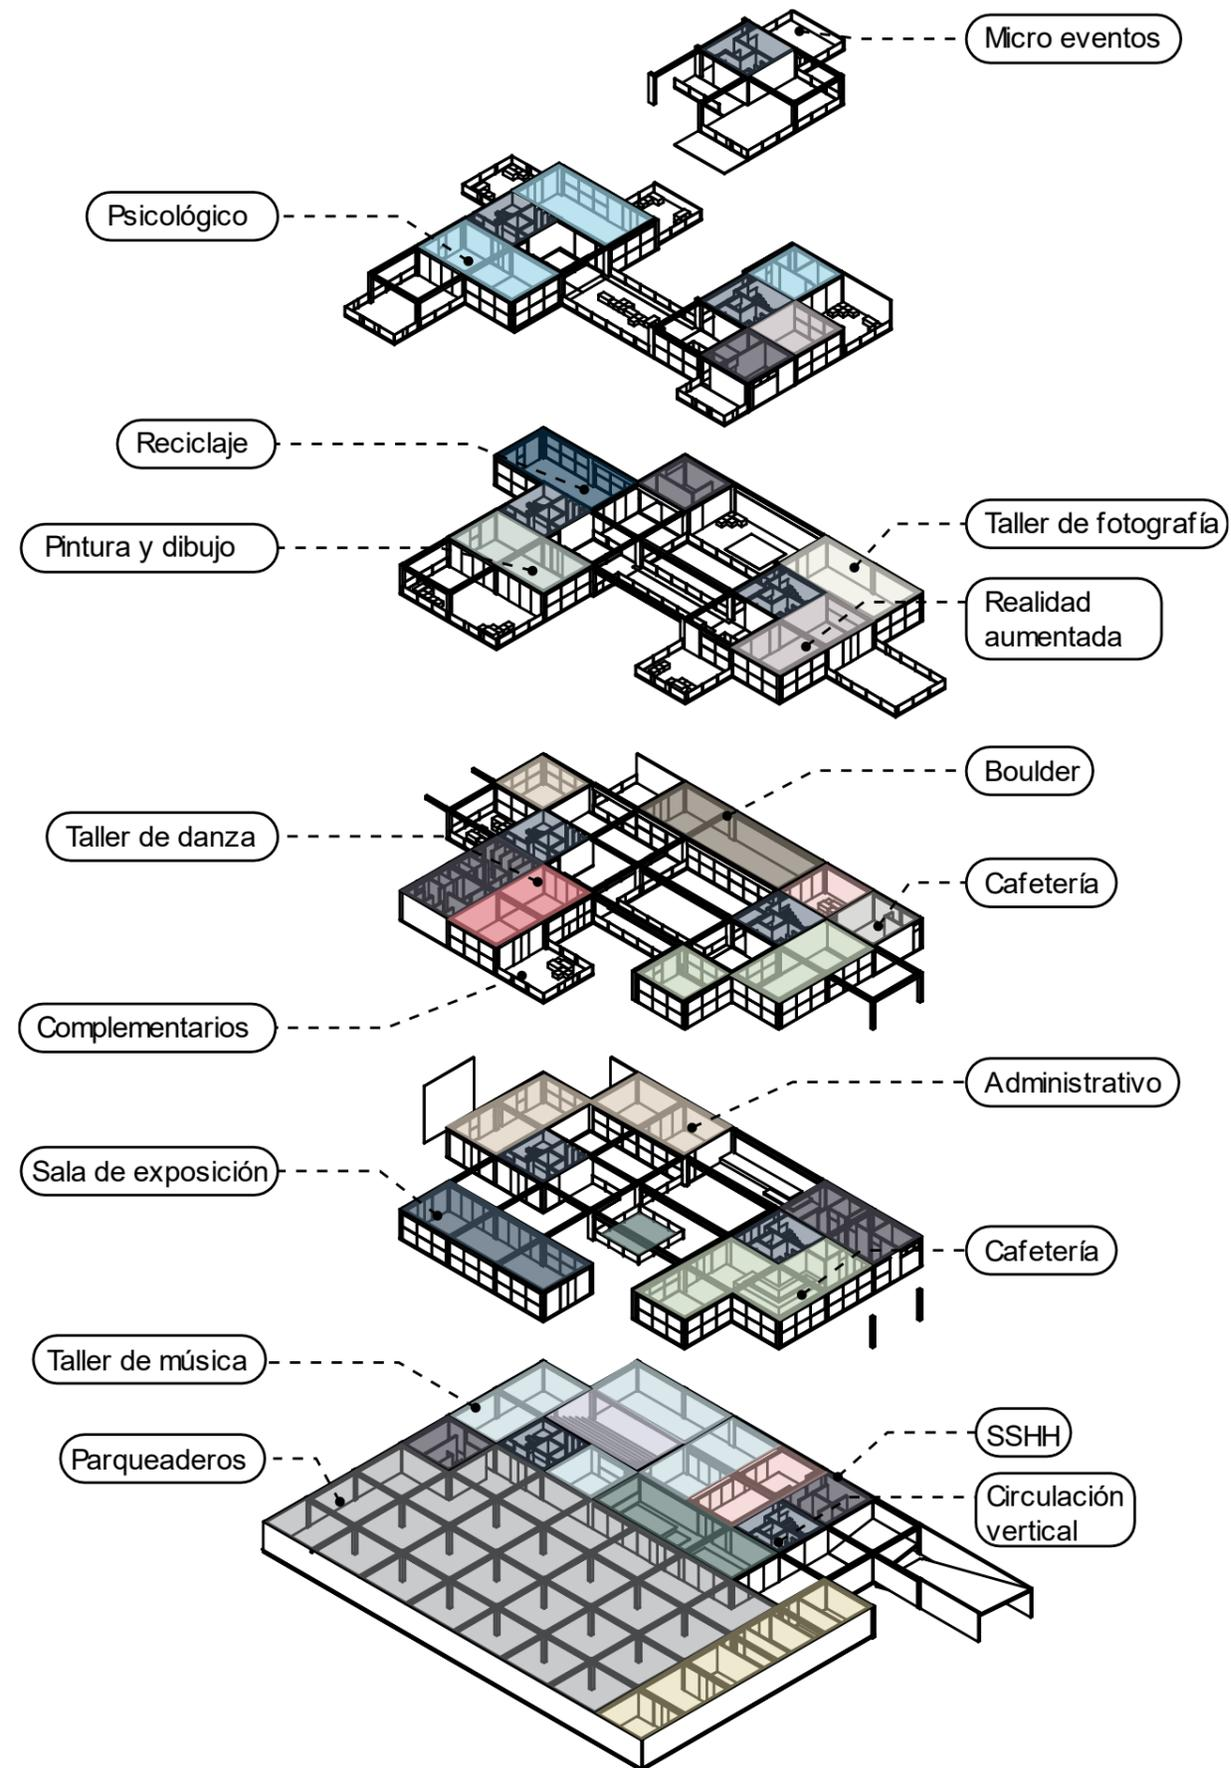 Micro eventos
Psicológico
Reciclaje
Pintura y dibujo
Taller de fotografía
Realidad
aumentada
Boulder
Taller de danza
Cafetería
Complementarios
Administrativo
Sala de exposición
Cafetería
Taller de música
SSHH
Parqueaderos
Circulación
vertical